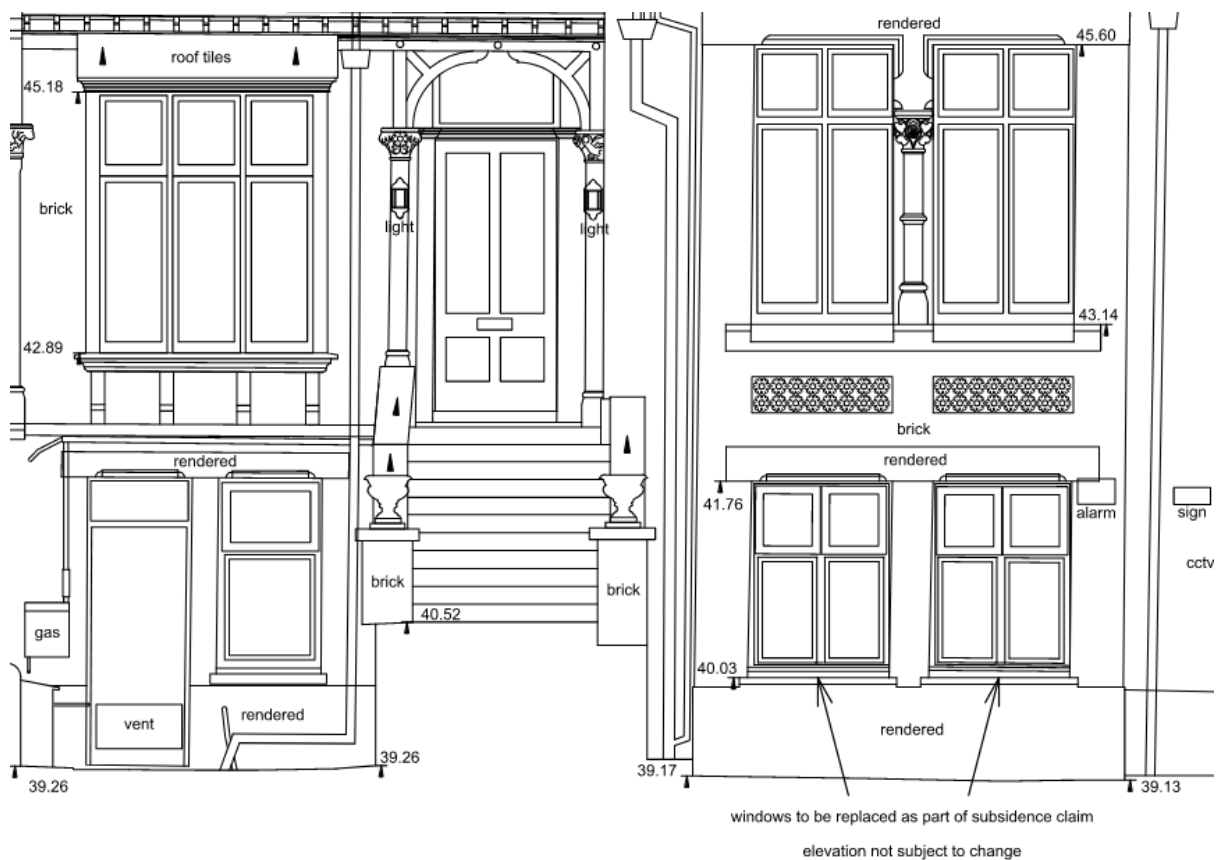 rendered
45.60
roof tiles
45.18
brick
light
light
43.14
42.89
brick
rendered
rendered
41.76
alarm
sign
cctv
brick
brick
40.52
gas
40.03
vent
rendered
rendered
39.26
39.26
39.17
39.13
windows to be replaced as part of subsidence claim
elevation not subject to change